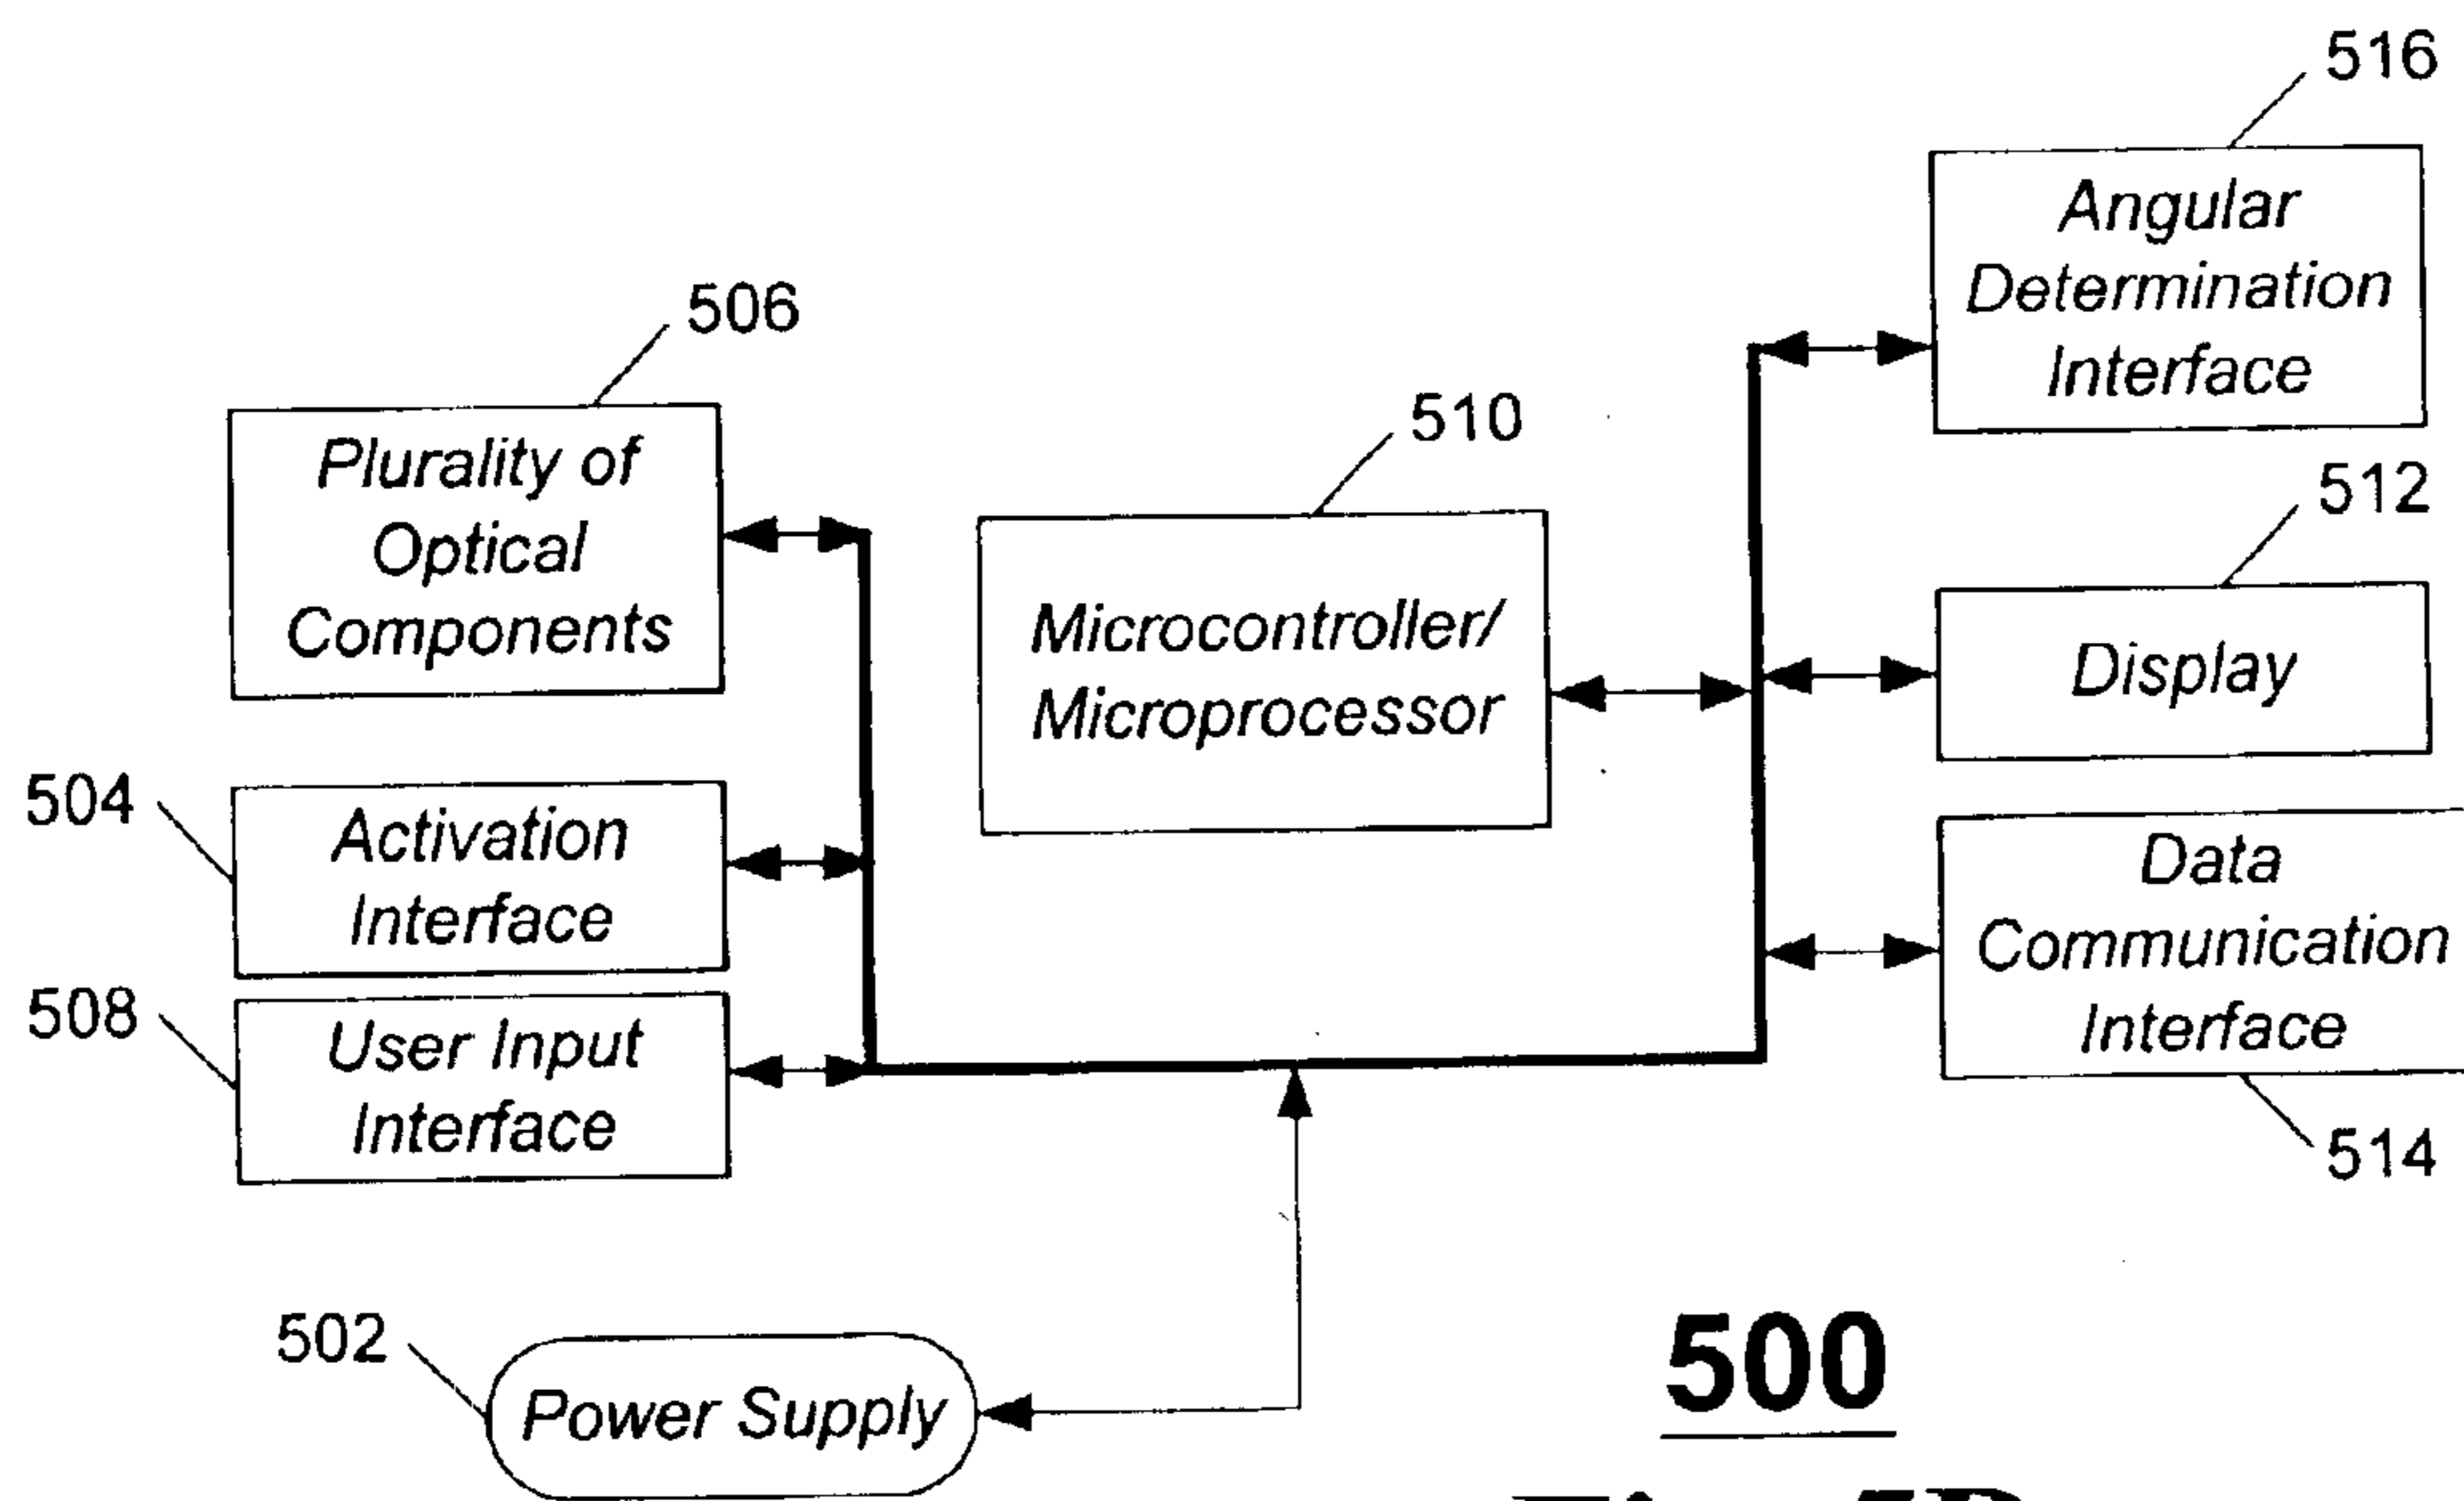 516
Angular
Determination
Interface
506
Plurality of
Optical
Components
510
Microcontroller/
Microprocessor
512
Display
504
Activation
Interface
Data
Communication
Interface
508
User Input
Interface
514
502
Power Supply
500